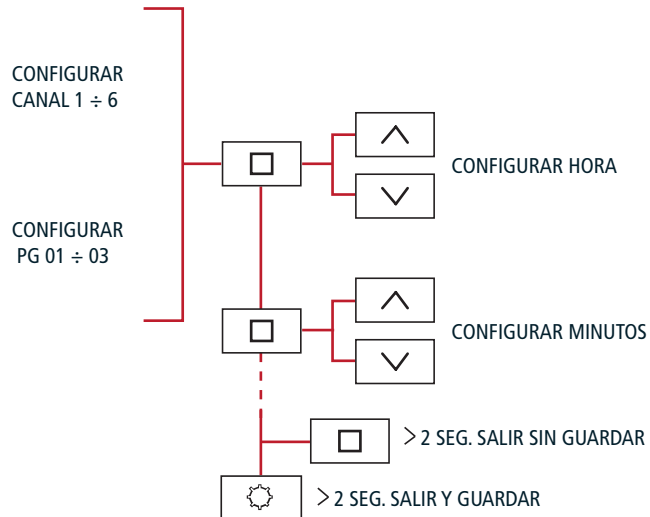 CONFIGURAR
CANAL 1 ÷ 6
CONFIGURAR HORA
CONFIGURAR
PG 01 ÷ 03
CONFIGURAR MINUTOS
> 2 SEG. SALIR SIN GUARDAR
> 2 SEG. SALIR Y GUARDAR